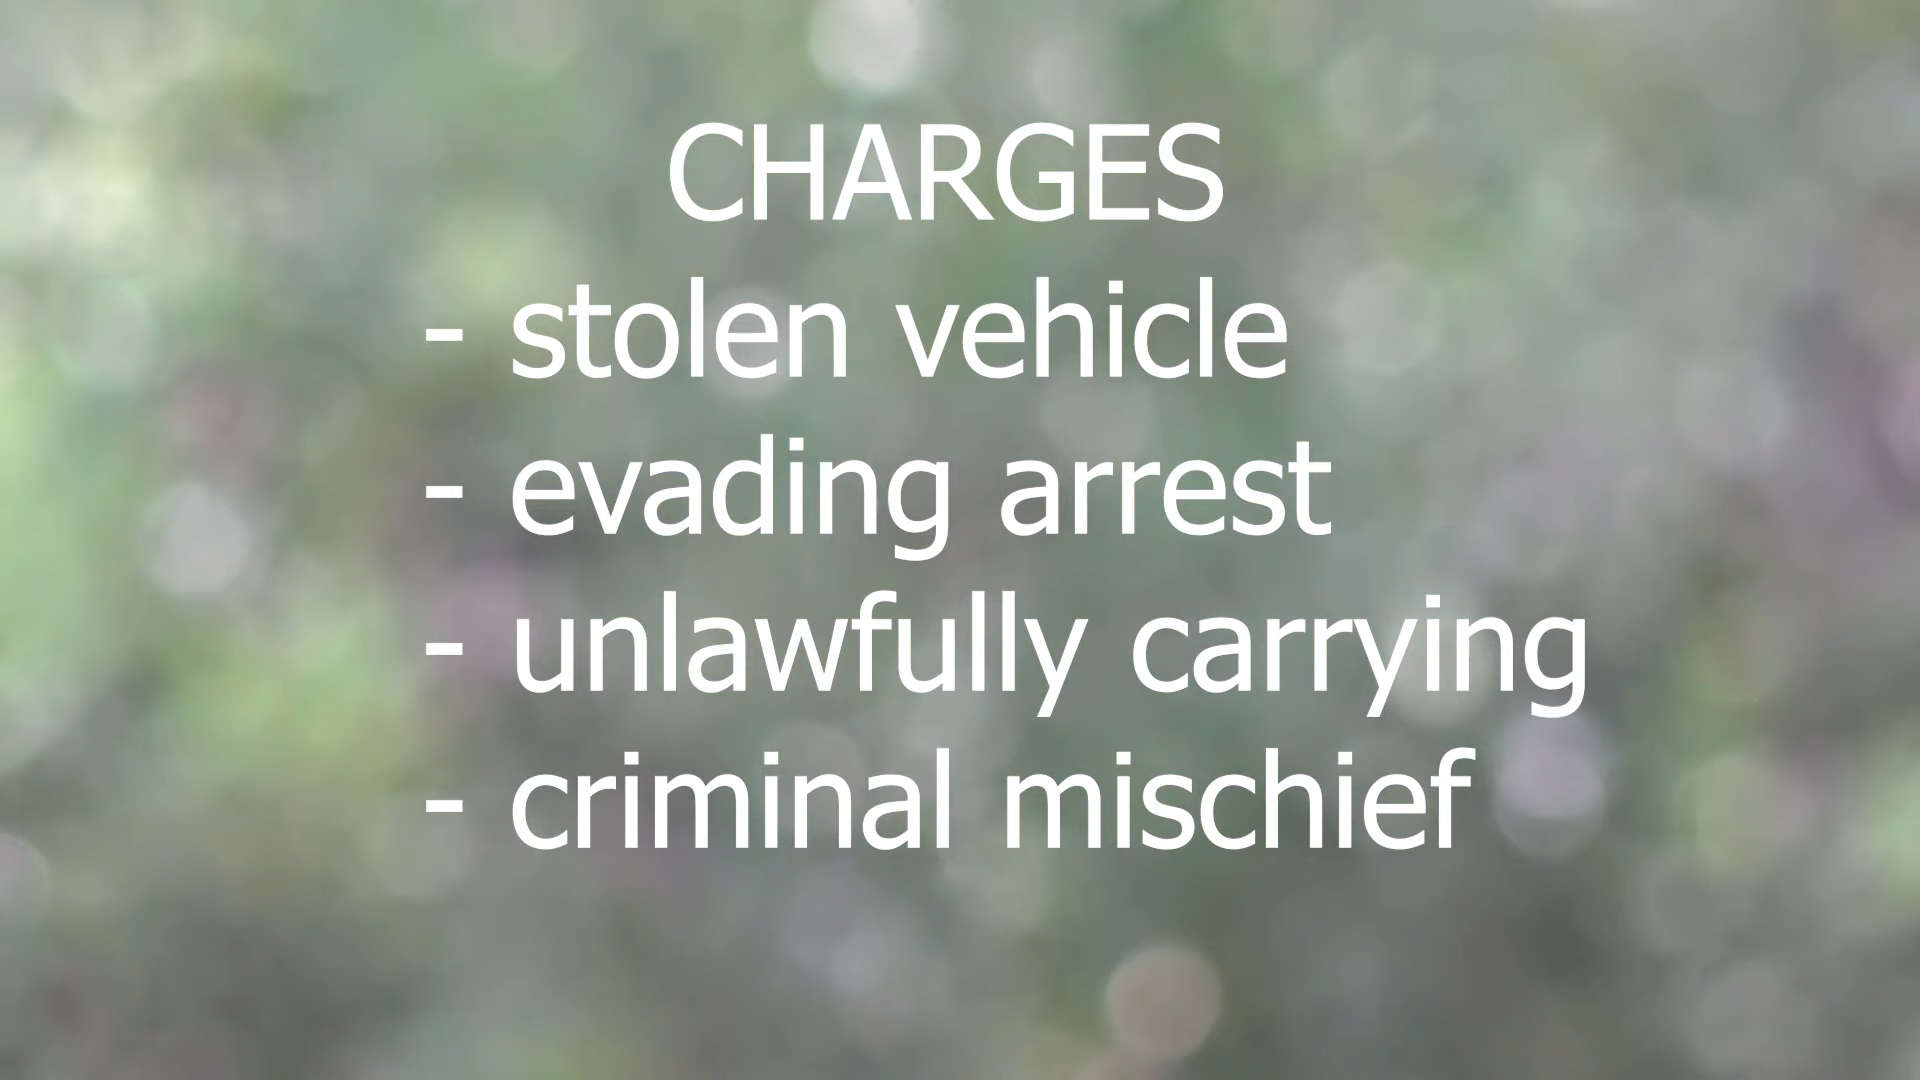 CHARGES
- stolen vehicle
- evading arrest
- unlawfully carrying
- criminal mischief